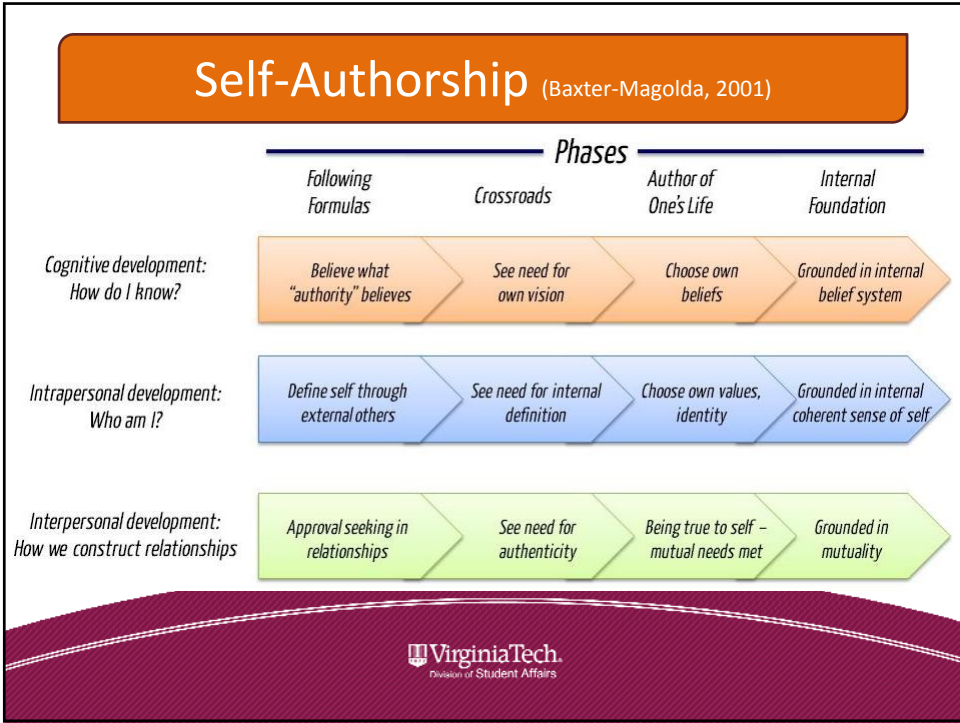 Self-Authorship (Baxter-Magolda, 2001)
Phases
Following
Formulas
Crossroads
Author of
One's Life
Internal
Foundation
Cognitive development:
How do I know?
Believe what
“authority” believes
See need for
own vision
Choose own
beliefs
Grounded in internal
belief system
Intrapersonal development:
Who am I?
Define self through
external others
See need for internal
definition
Choose own values,
identity
Grounded in internal
coherent sense of self
Interpersonal development:
How we construct relationships
Approval seeking in
relationships
See need for
authenticity
Being true to self –
mutual needs met
Grounded in
mutuality
VirginiaTech.
Division of Student Affairs